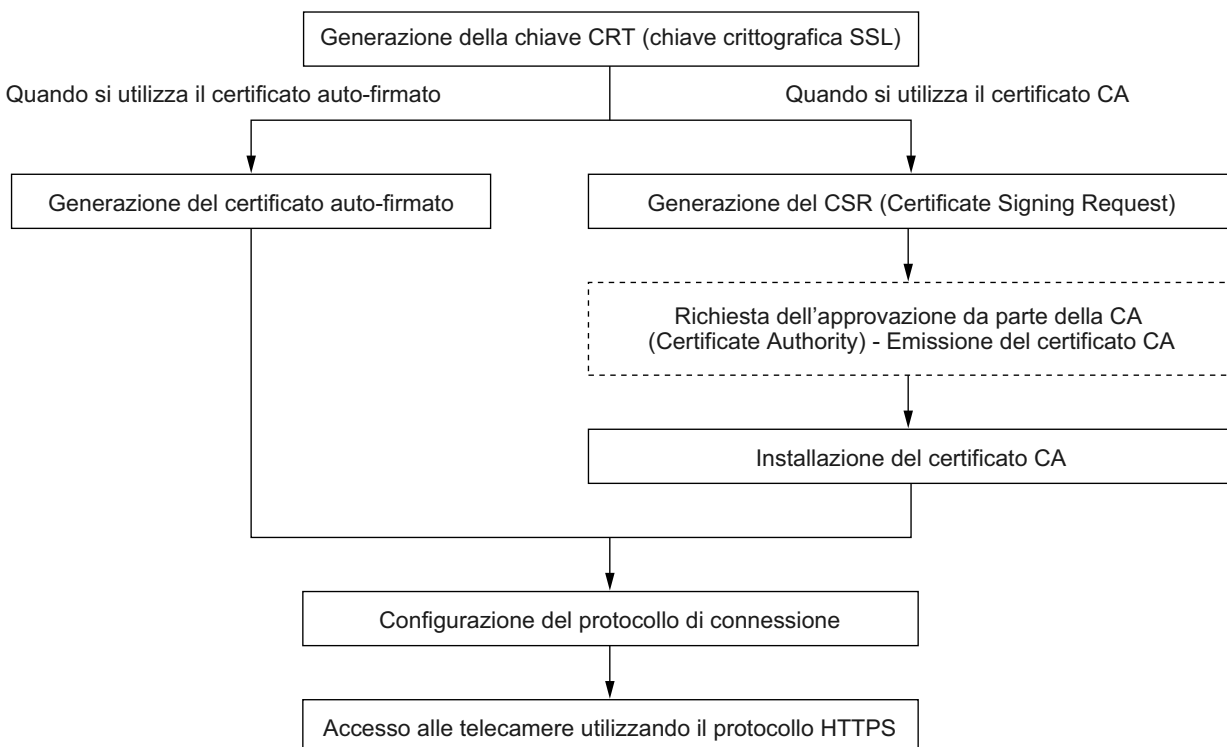 Generazione della chiave CRT (chiave crittografica SSL)
Quando si utilizza il certificato auto-firmato
Quando si utilizza il certificato CA
Generazione del certificato auto-firmato
Generazione del CSR (Certificate Signing Request)
Richiesta dell’approvazione da parte della CA
(Certificate Authority) - Emissione del certificato CA
Installazione del certificato CA
Configurazione del protocollo di connessione
Accesso alle telecamere utilizzando il protocollo HTTPS